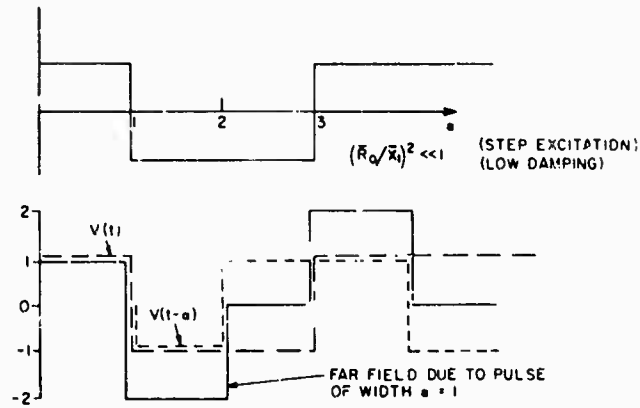 2
3
a
(R̄₀/X̄₁)² <<1
(STEP EXCITATION)
(LOW DAMPING)
2
V(t)
1
0
V(t-a)
-1
-2
FAR FIELD DUE TO PULSE
OF WIDTH a = 1